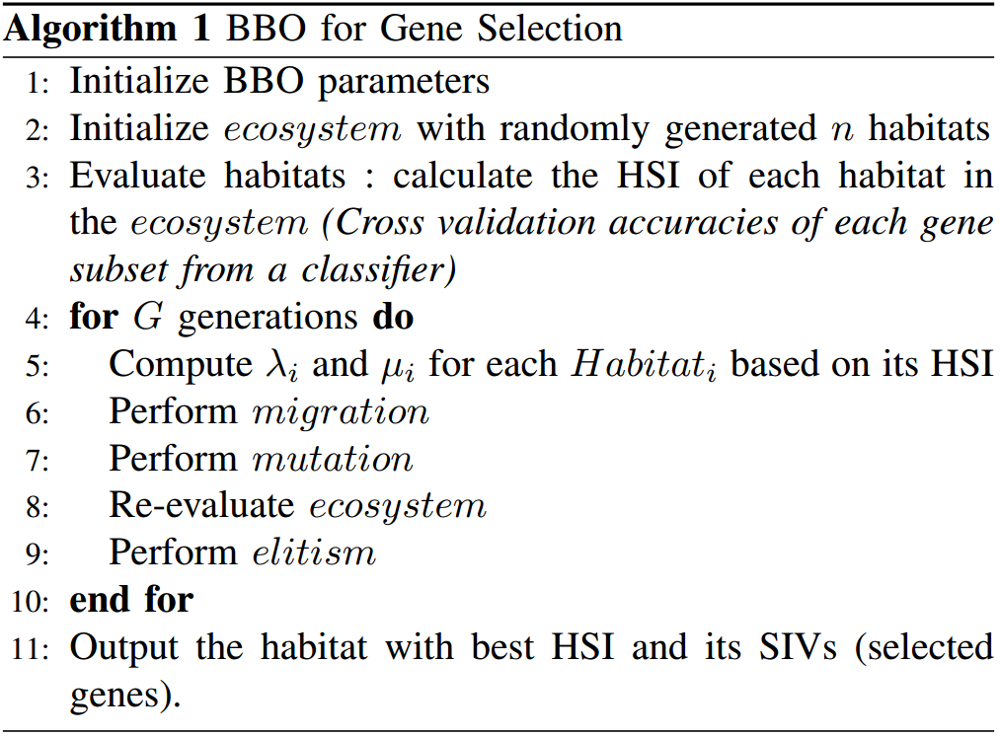 Algorithm 1 BBO for Gene Selection
1: Initialize BBO parameters
2: Initialize ecosystem with randomly generated n habitats
3: Evaluate habitats : calculate the HSI of each habitat in
the ecosystem (Cross validation accuracies of each gene
subset from a classifier)
4: for G generations do
5: Compute λ_i and μ_i for each Habitat_i based on its HSI
6: Perform migration
7: Perform mutation
8: Re-evaluate ecosystem
9: Perform elitism
10: end for
11: Output the habitat with best HSI and its SIVs (selected
genes).